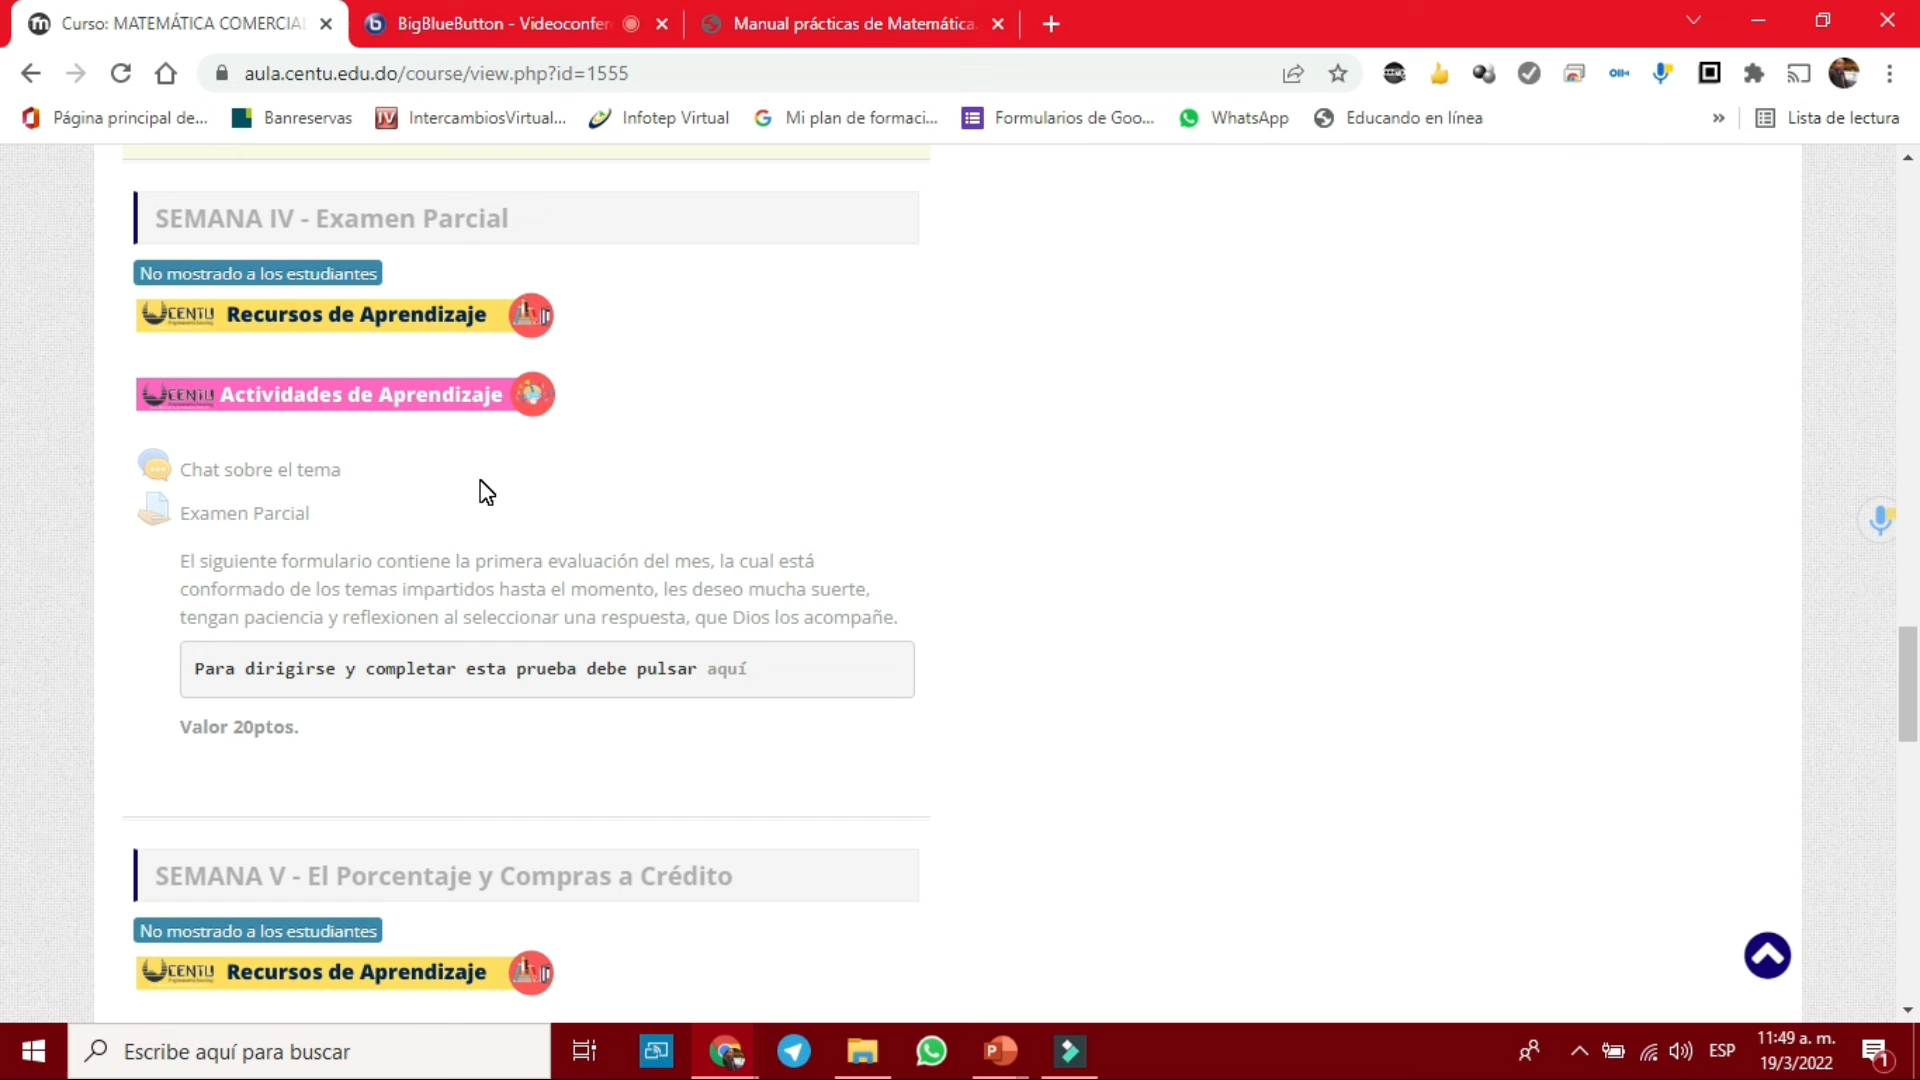 Curso: MATEMÁTICA COMERCIAL
BigBlueButton - Videoconferen
Manual prácticas de Matemática
aula.centu.edu.do/course/view.php?id=1555
Página principal de...
Banreservas
IntercambiosVirtual...
Infotep Virtual
Mi plan de formaci...
Formularios de Goo...
WhatsApp
Educando en línea
»
Lista de lectura
SEMANA IV - Examen Parcial
No mostrado a los estudiantes
CENTU Recursos de Aprendizaje
CENTU Actividades de Aprendizaje
Chat sobre el tema
Examen Parcial
El siguiente formulario contiene la primera evaluación del mes, la cual está
conformado de los temas impartidos hasta el momento, les deseo mucha suerte,
tengan paciencia y reflexionen al seleccionar una respuesta, que Dios los acompañe.
Para dirigirse y completar esta prueba debe pulsar aquí
Valor 20ptos.
SEMANA V - El Porcentaje y Compras a Crédito
No mostrado a los estudiantes
CENTU Recursos de Aprendizaje
Escribe aquí para buscar
ESP
11:49 a. m.
19/3/2022
1